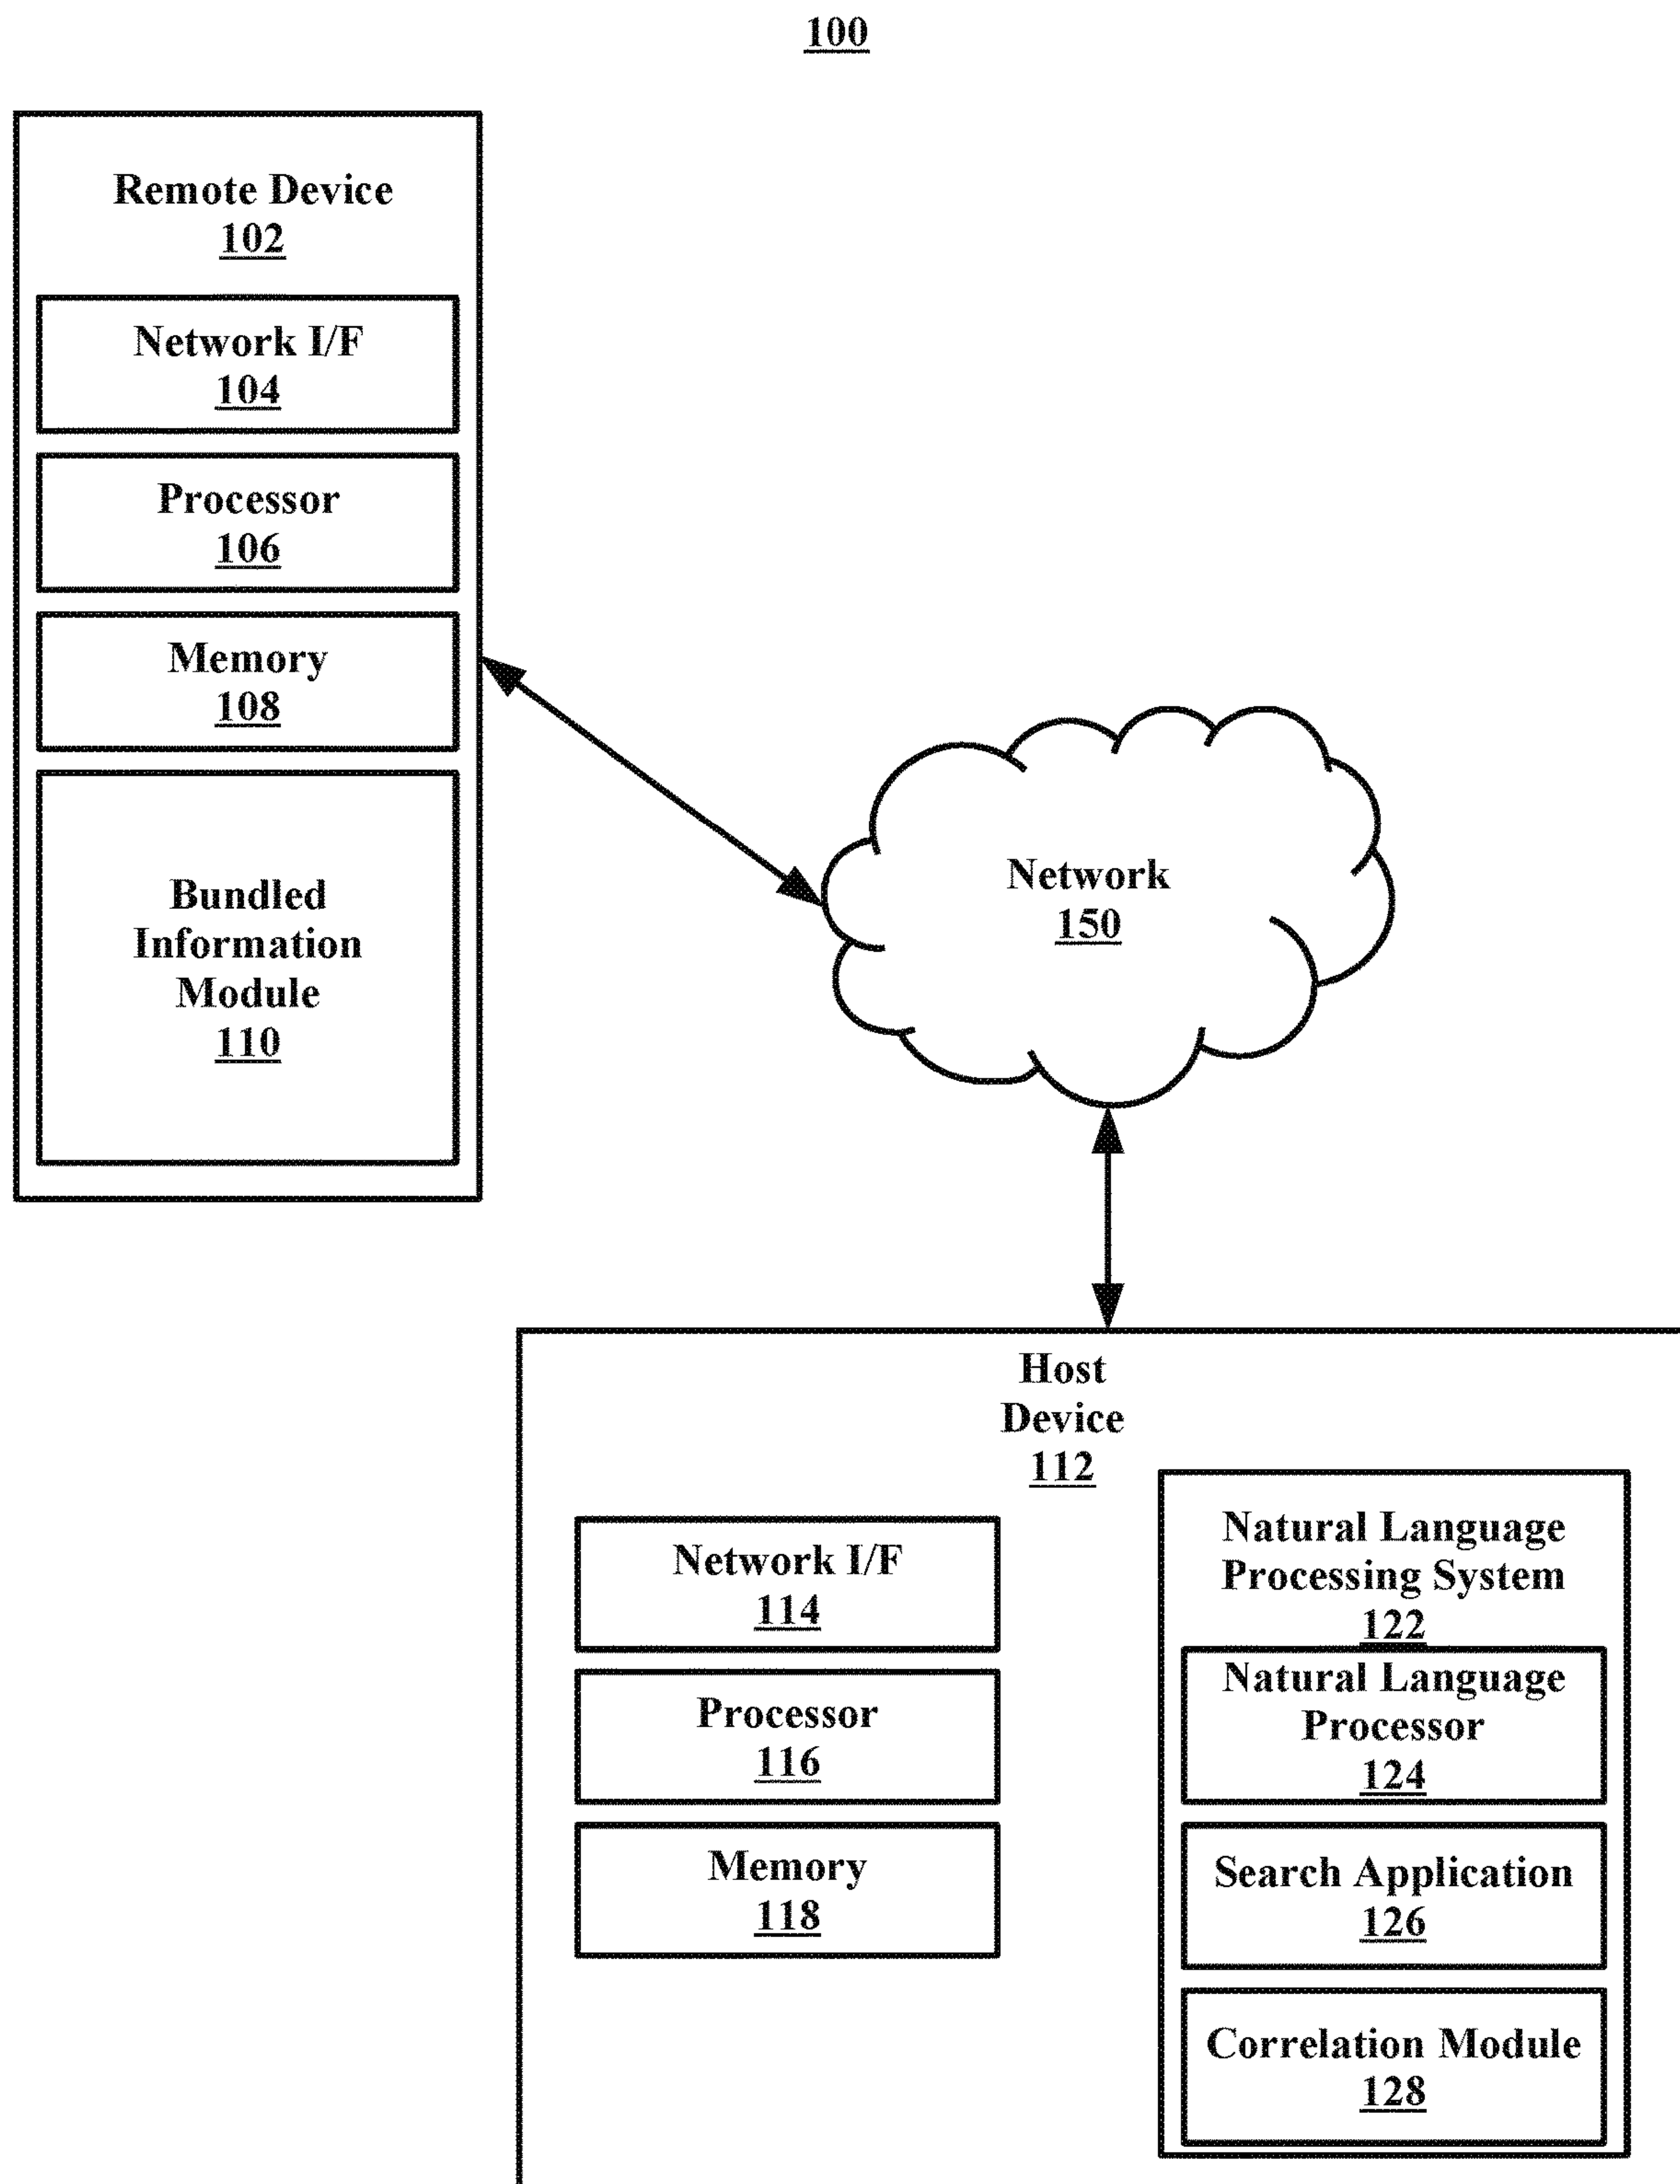 100
Remote Device
102
Network I/F
104
Processor
106
Memory
108
Bundled
Information
Module
110
Network
150
Host
Device
112
Network I/F
114
Processor
116
Memory
118
Natural Language
Processing System
122
Natural Language
Processor
124
Search Application
126
Correlation Module
128